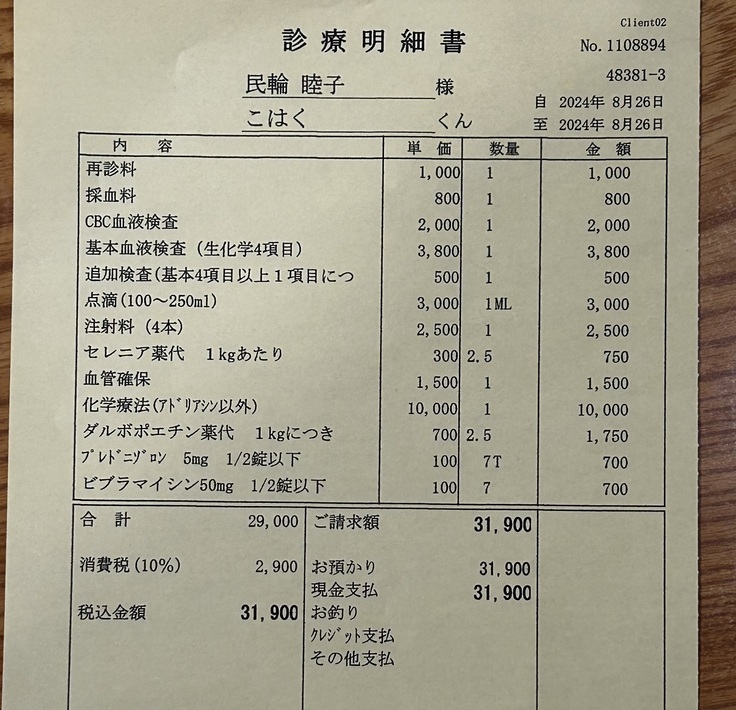 Client02
診療明細書
No. 1108894
48381-3
民輪 睦子 様
自 2024年 8月26日
こはく くん
至 2024年 8月26日
内 容 単 価 数量 金 額
再診料 1,000 1 1,000
採血料 800 1 800
CBC血液検査 2,000 1 2,000
基本血液検査（生化学4項目） 3,800 1 3,800
追加検査(基本4項目以上１項目につ 500 1 500
点滴(100～250ml) 3,000 1ML 3,000
注射料（4本） 2,500 1 2,500
セレニア薬代 １kgあたり 300 2.5 750
血管確保 1,500 1 1,500
化学療法(ｱﾄﾞﾘｱｼﾝ以外) 10,000 1 10,000
ダルボポエチン薬代 １kgにつき 700 2.5 1,750
ﾌﾟﾚﾄﾞﾆｿﾞﾛﾝ 5mg 1/2錠以下 100 7T 700
ビブラマイシン50mg 1/2錠以下 100 7 700
合 計 29,000 ご請求額 31,900
消費税(10%) 2,900 お預かり 31,900
現金支払 31,900
税込金額 31,900 お釣り
ｸﾚｼﾞｯﾄ支払
その他支払